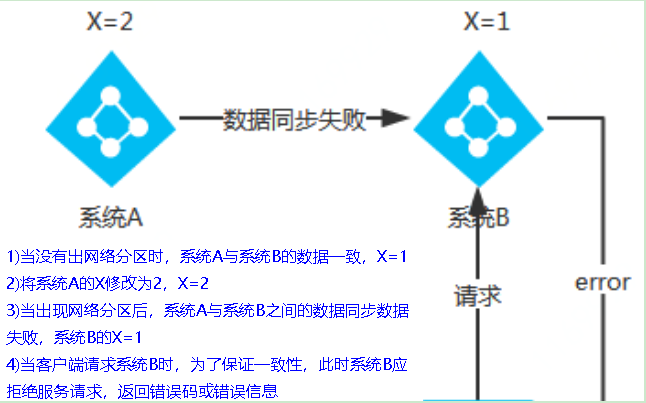 X=2
X=1
数据同步失败
系统A
系统B
1)当没有出网络分区时，系统A与系统B的数据一致，X=1
2)将系统A的X修改为2，X=2
3)当出现网络分区后，系统A与系统B之间的数据同步数据
失败，系统B的X=1
4)当客户端请求系统B时，为了保证一致性，此时系统B应
拒绝服务请求，返回错误码或错误信息
请求
error